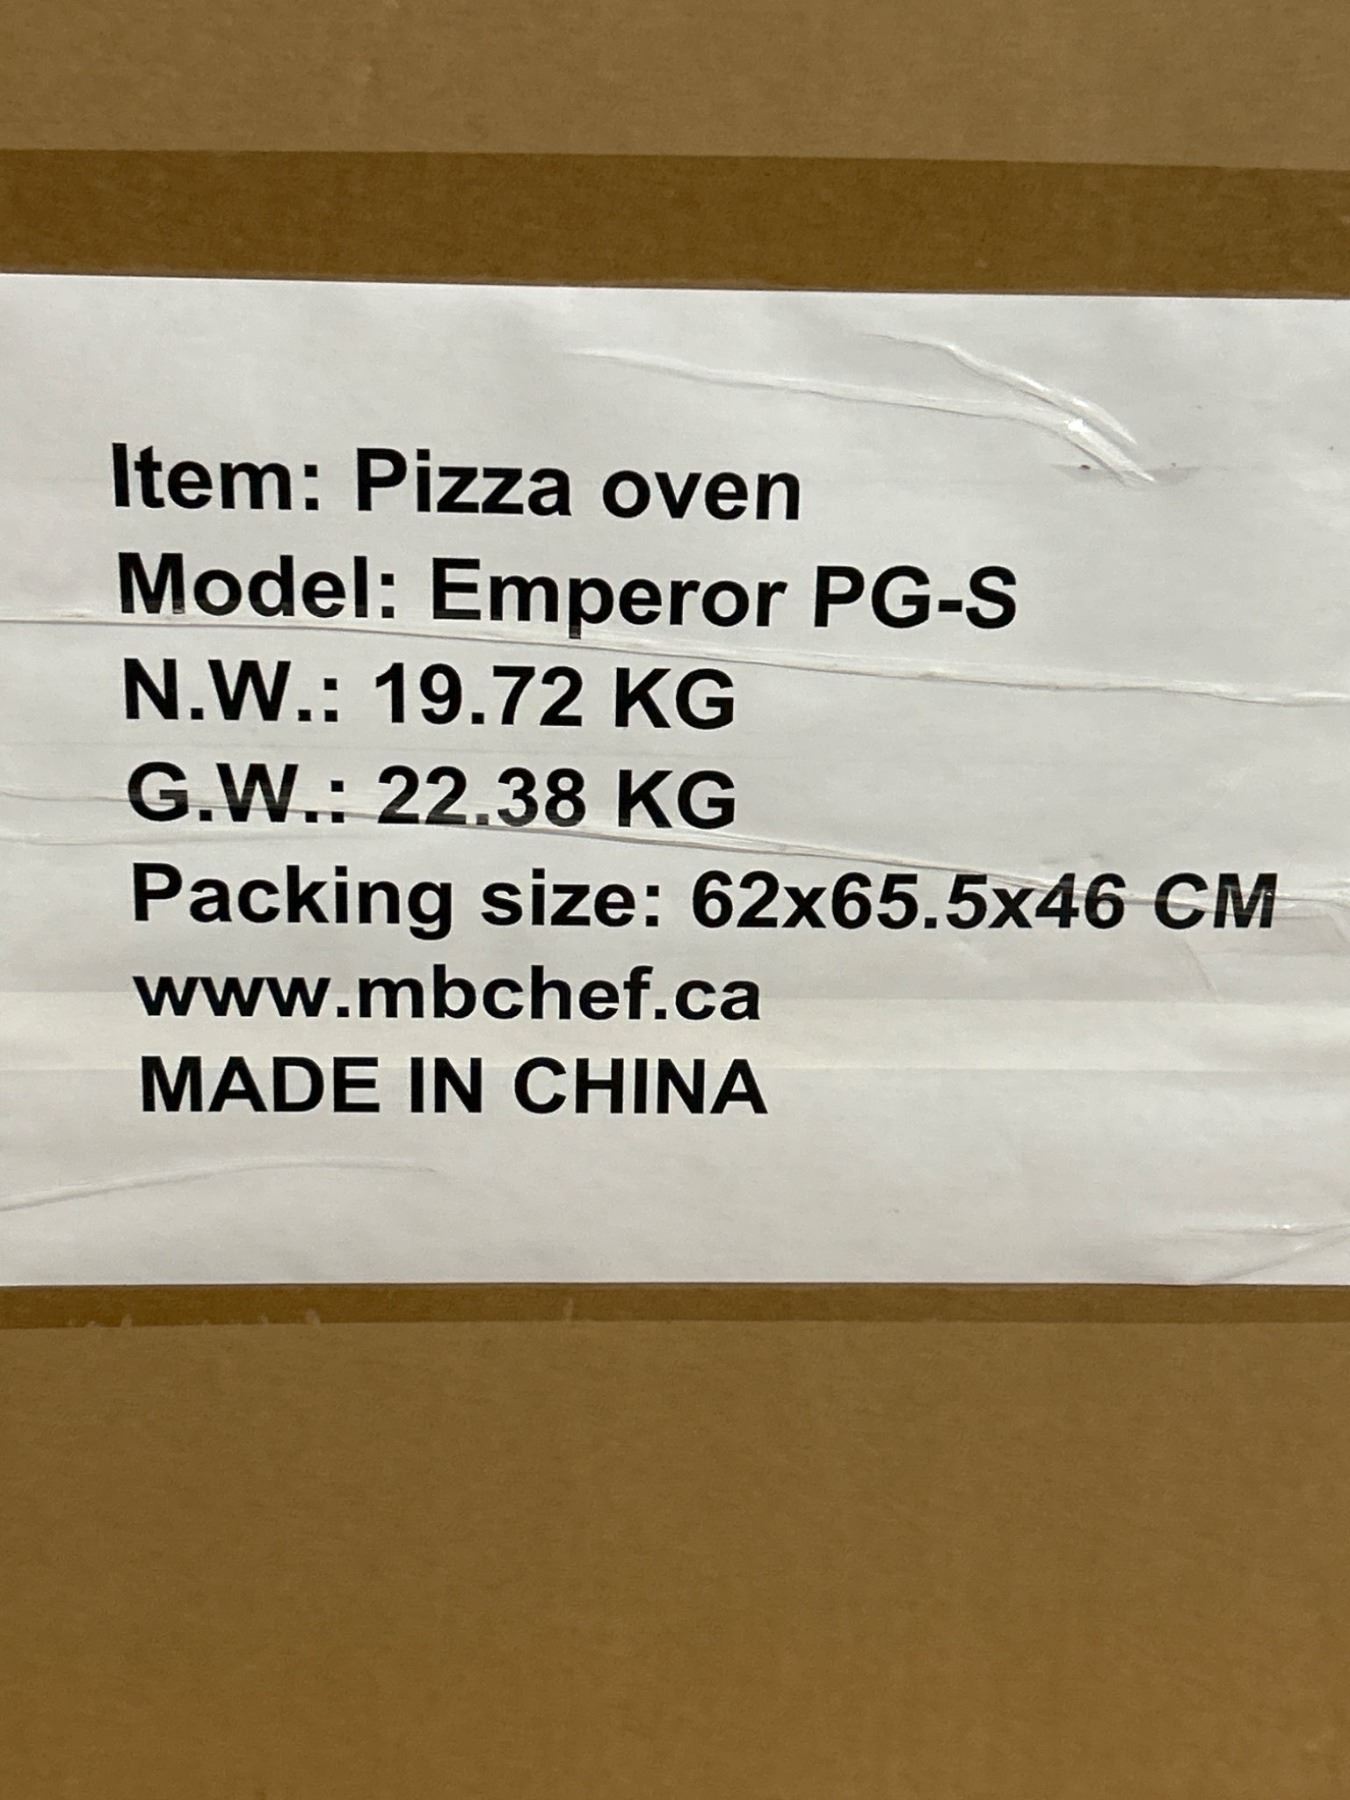 Item: Pizza oven
Model: Emperor PG-S
N.W.: 19.72 KG
G.W.: 22.38 KG
Packing size: 62x65.5x46 CM
www.mbchef.ca
MADE IN CHINA